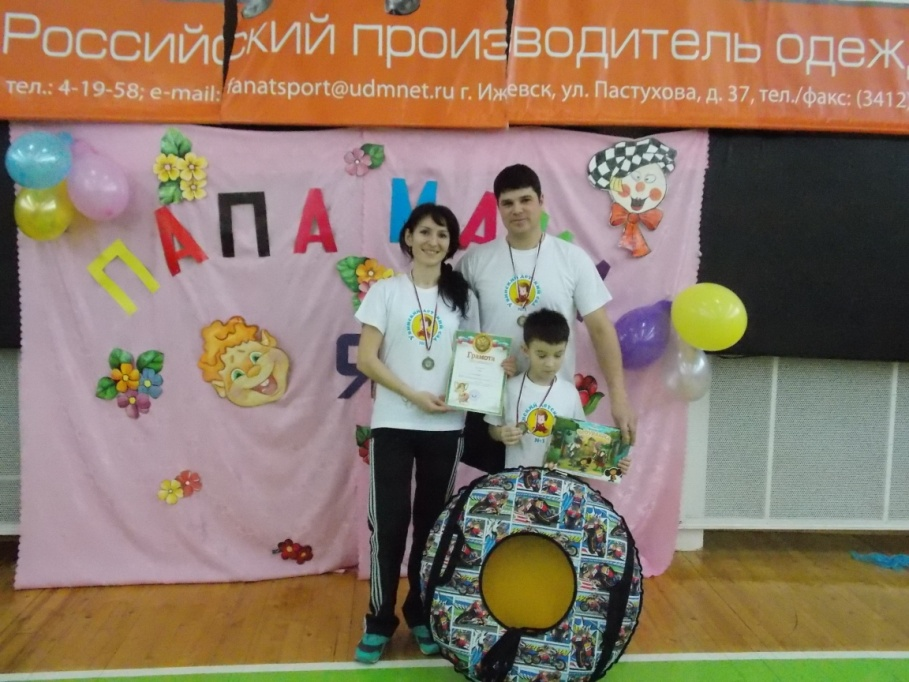 Российский производитель одеж
тел.: 4-19-58; e-mail: fanatsport@udmnet.ru г. Ижевск, ул. Пастухова, д. 37, тел./факс: (3412)
ПАПА МА
Я
Грамота